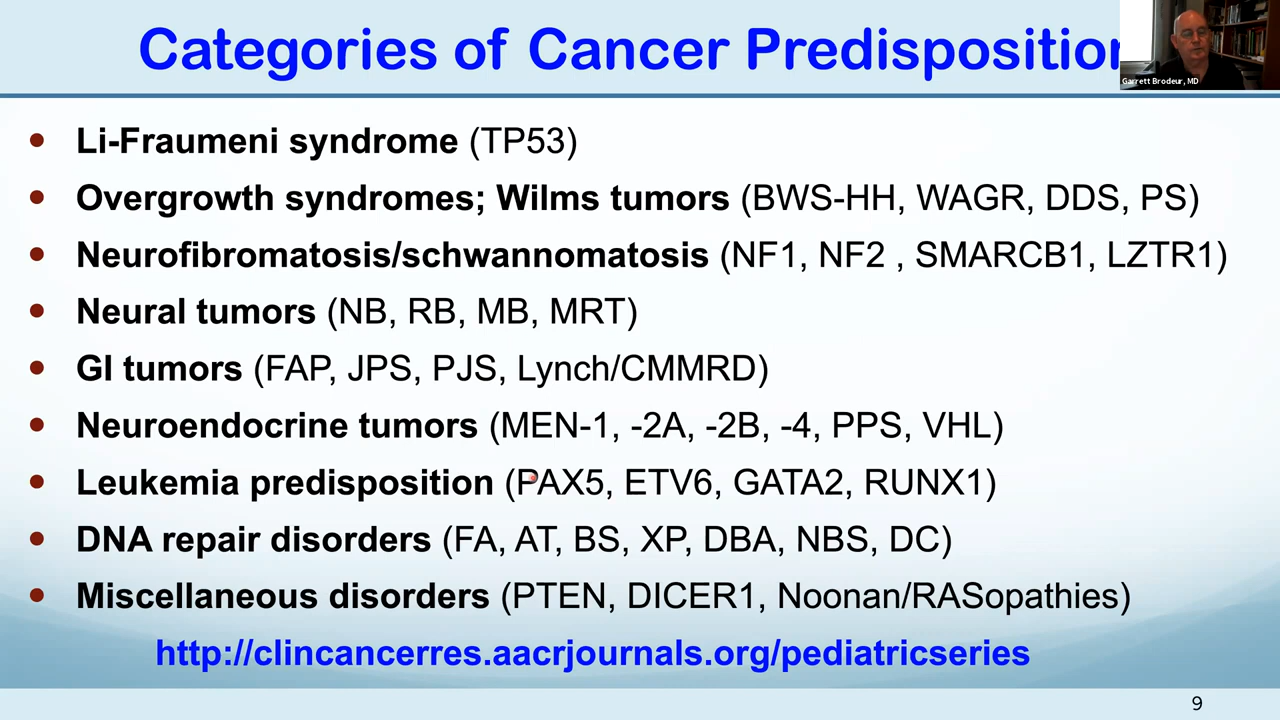 Categories of Cancer Predisposition
Garrett Brodeur, MD
• Li-Fraumeni syndrome (TP53)
• Overgrowth syndromes; Wilms tumors (BWS-HH, WAGR, DDS, PS)
• Neurofibromatosis/schwannomatosis (NF1, NF2 , SMARCB1, LZTR1)
• Neural tumors (NB, RB, MB, MRT)
• GI tumors (FAP, JPS, PJS, Lynch/CMMRD)
• Neuroendocrine tumors (MEN-1, -2A, -2B, -4, PPS, VHL)
• Leukemia predisposition (PAX5, ETV6, GATA2, RUNX1)
• DNA repair disorders (FA, AT, BS, XP, DBA, NBS, DC)
• Miscellaneous disorders (PTEN, DICER1, Noonan/RASopathies)
http://clincancerres.aacrjournals.org/pediatricseries
9